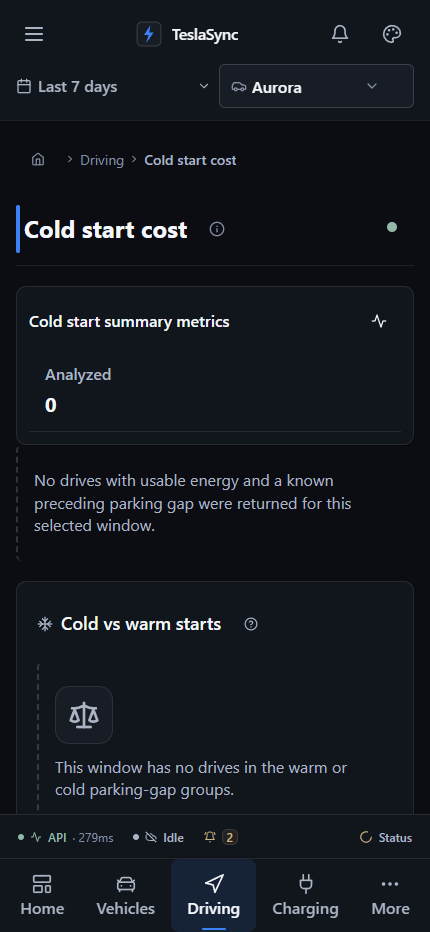 TeslaSync
Last 7 days
Aurora
Driving
Cold start cost
Cold start cost
Cold start summary metrics
Analyzed
0
No drives with usable energy and a known
preceding parking gap were returned for this
selected window.
Cold vs warm starts
This window has no drives in the warm or
cold parking-gap groups.
API · 279ms
Idle
2
Status
Home
Vehicles
Driving
Charging
More